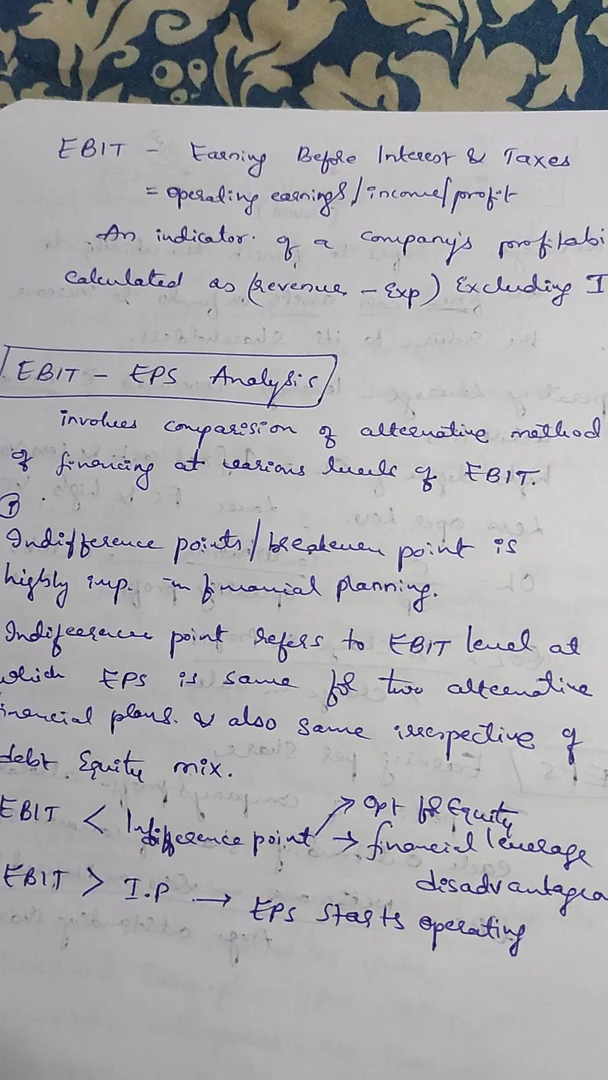 EBIT - Earning Before Interest & Taxes
= operating earnings/income/profit
An indicator of a company's profitabi
calculated as (revenue - Exp) Excluding I
EBIT - EPS Analysis
involves comparision of alternative method
of financing at various levels of EBIT.
Indifference points/breakeven point is
highly imp. in financial planning.
Indifference point refers to EBIT level at
which EPS is same for two alternative
inancial plans. & also same irrespective of
debt Equity mix.
EBIT < Indifference point → opt for Equity
→ financial leverage
disadvantageo
EBIT > I.P → EPS starts operating